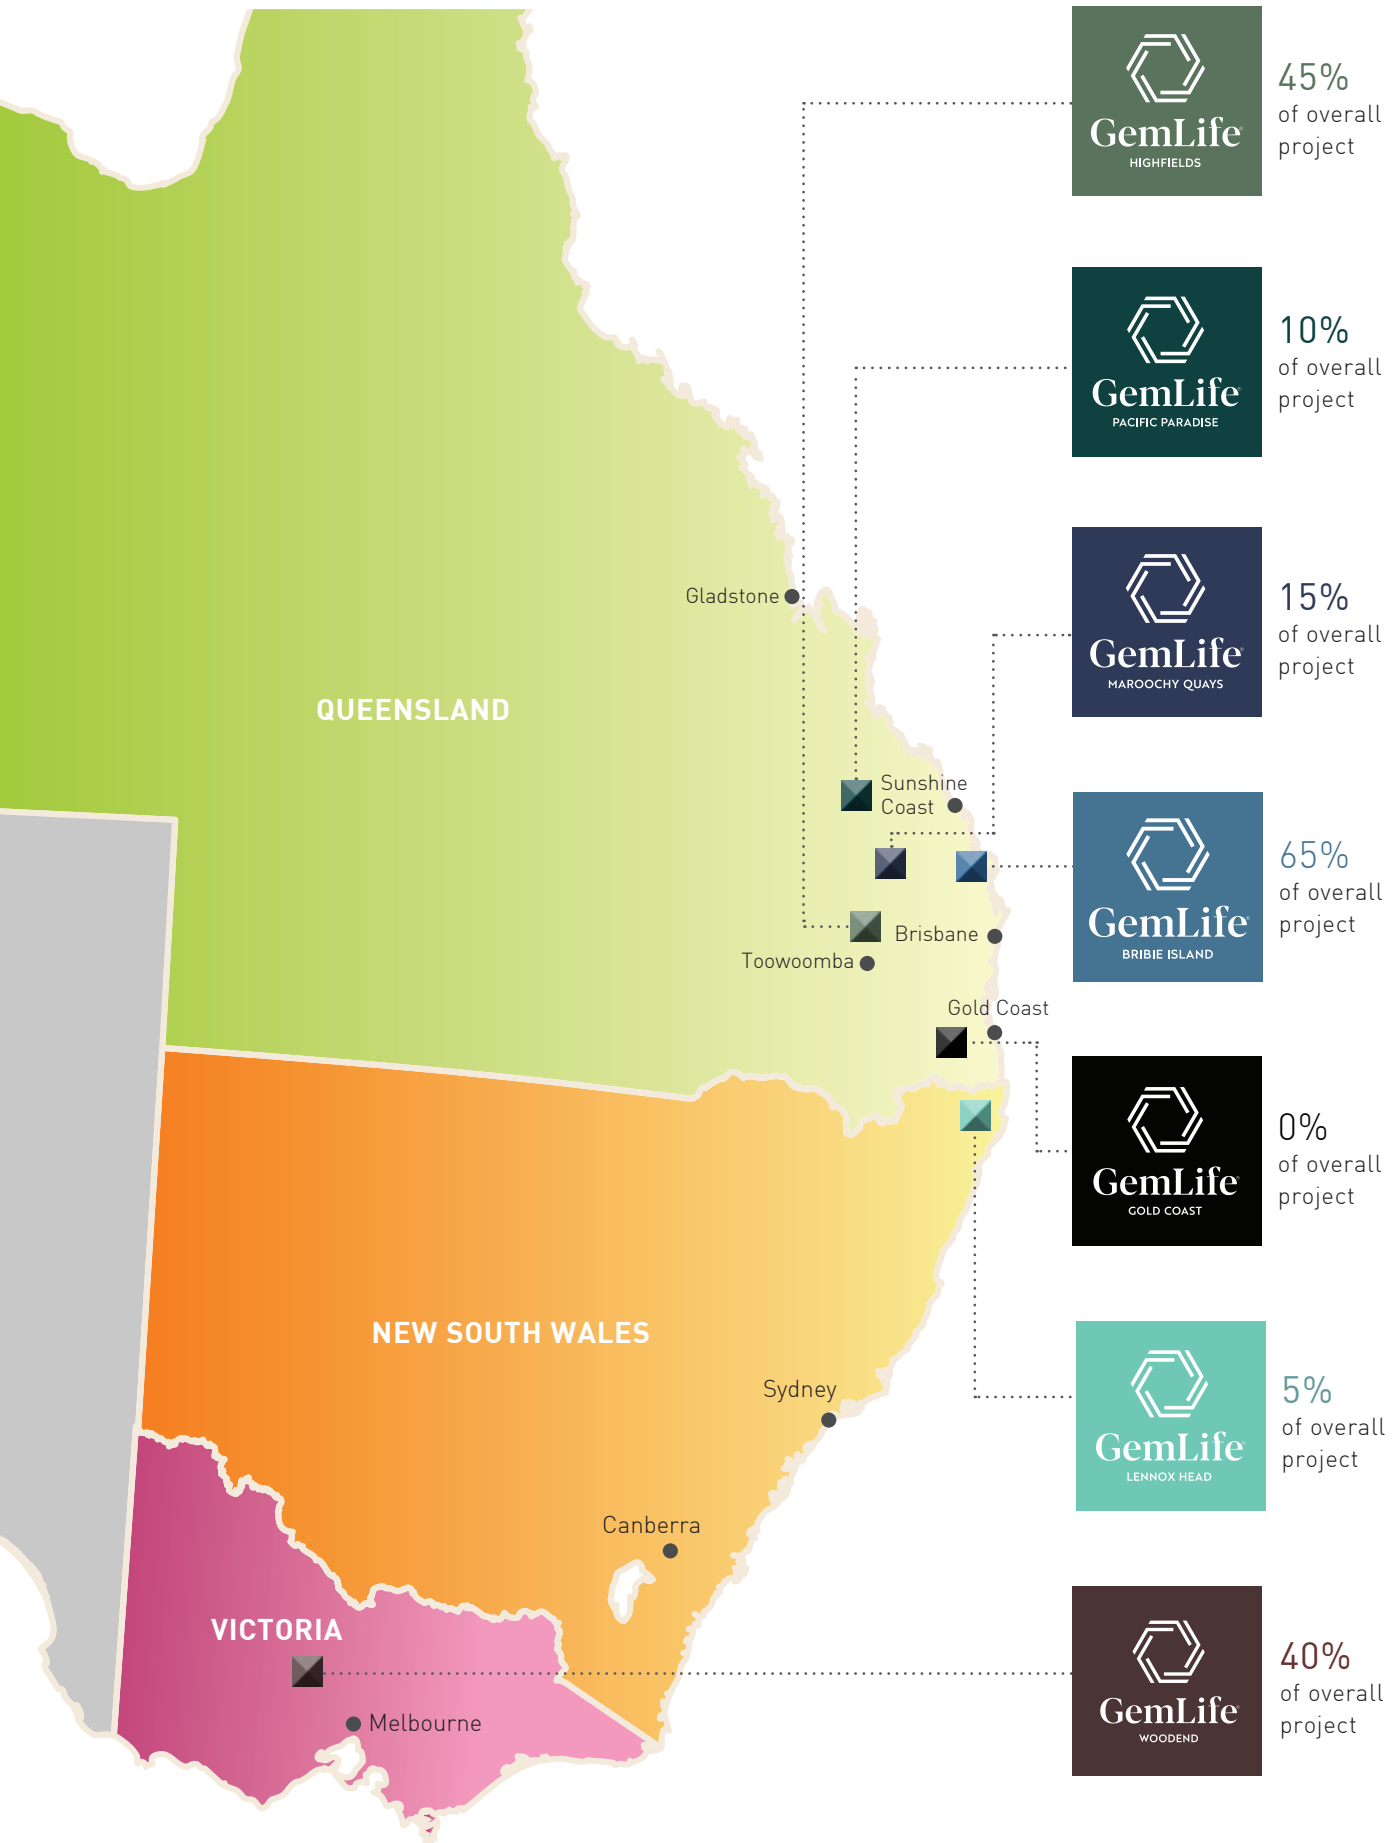 GemLife
HIGHFIELDS
45%
of overall
project
GemLife
PACIFIC PARADISE
10%
of overall
project
GemLife
MAROOCHY QUAYS
15%
of overall
project
GemLife
BRIBIE ISLAND
65%
of overall
project
GemLife
GOLD COAST
0%
of overall
project
GemLife
LENNOX HEAD
5%
of overall
project
GemLife
WOODEND
40%
of overall
project
Gladstone
QUEENSLAND
Sunshine
Coast
Brisbane
Toowoomba
Gold Coast
NEW SOUTH WALES
Sydney
Canberra
VICTORIA
Melbourne